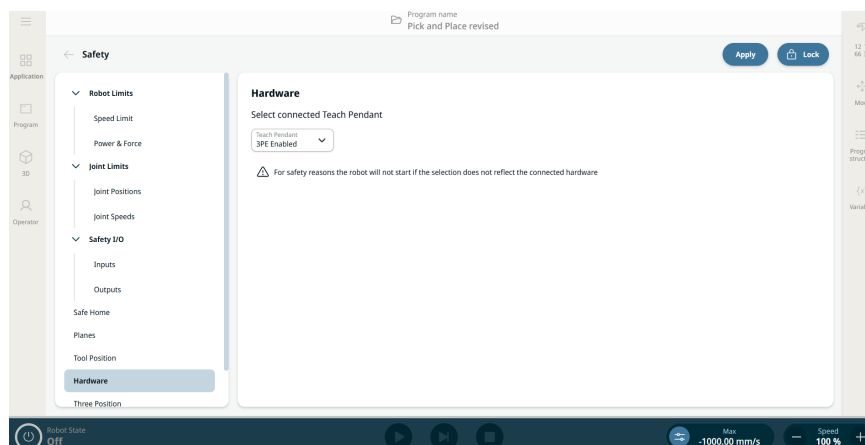 Program name
Pick and Place revised
Safety
Apply
Lock
12
66
Application
Program
3D
Operator
Robot Limits
Speed Limit
Power & Force
Joint Limits
Joint Positions
Joint Speeds
Safety I/O
Inputs
Outputs
Safe Home
Planes
Tool Position
Hardware
Three Position
Hardware
Select connected Teach Pendant
Teach Pendant
3PE Enabled
For safety reasons the robot will not start if the selection does not reflect the connected hardware
Robot State
Off
Max
-1000.00 mm/s
Speed
100 %